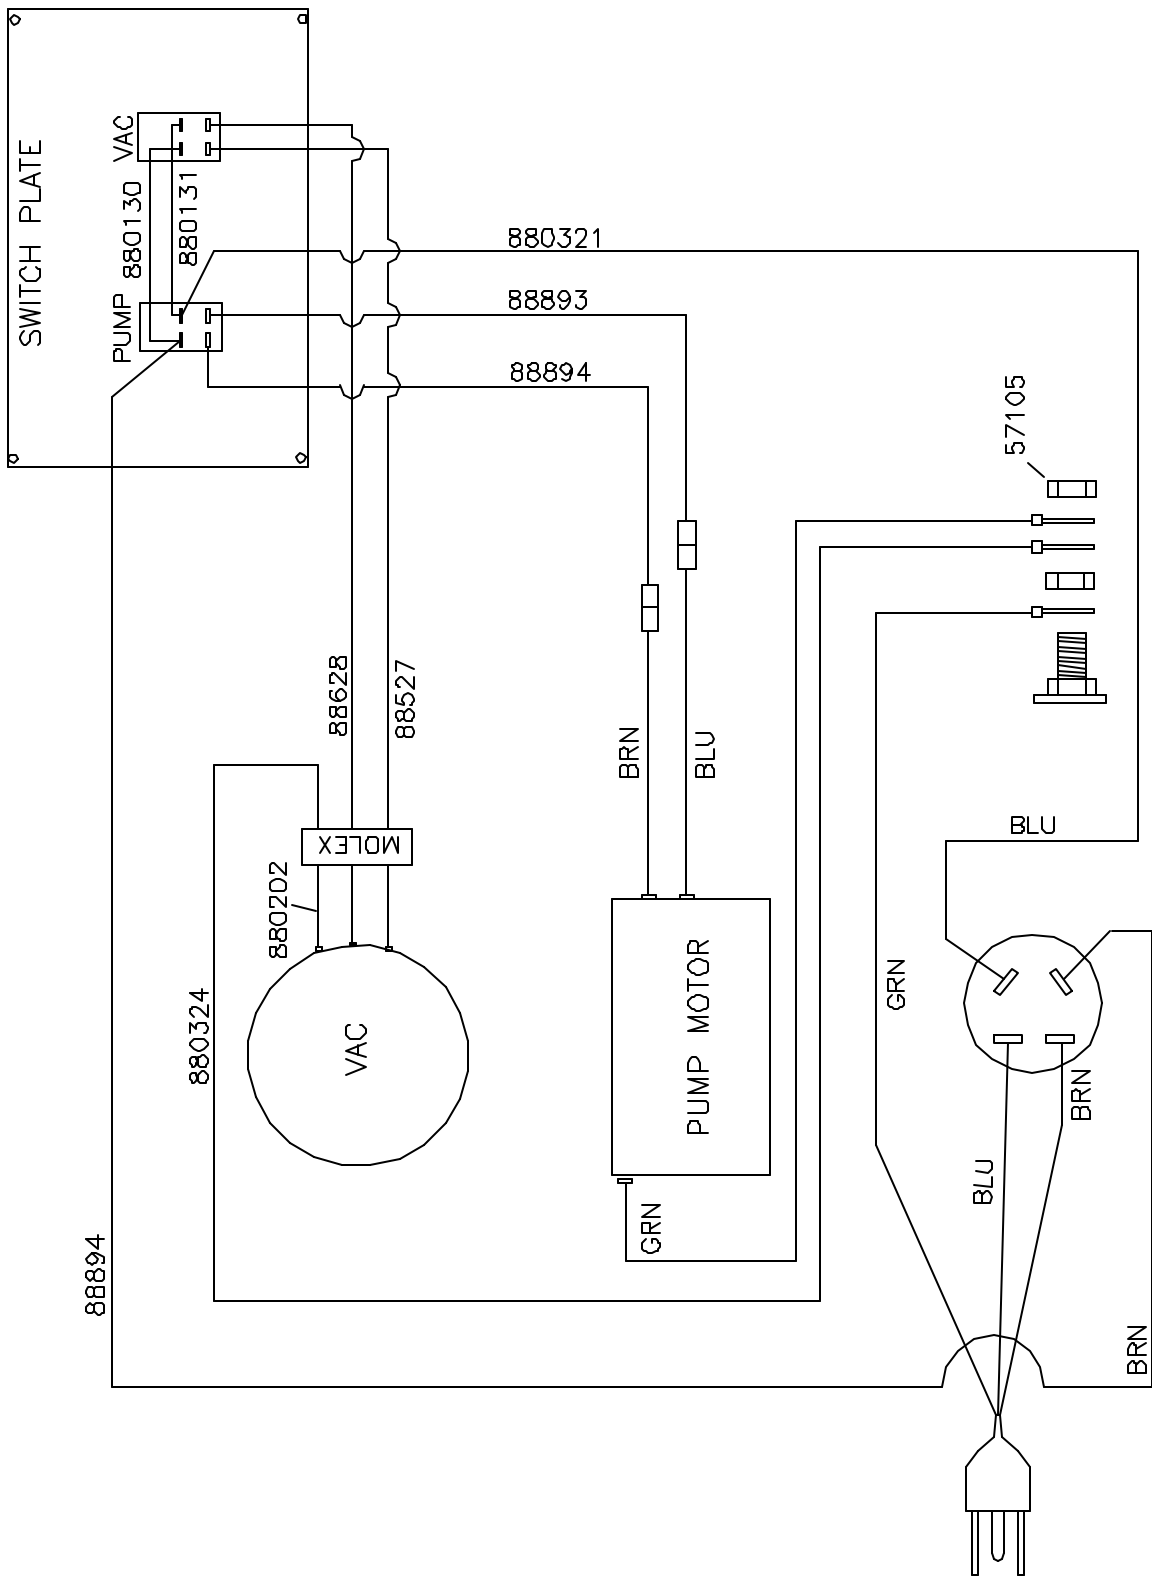 SWITCH PLATE
VAC
880130
880131
PUMP
880321
88893
88894
57105
88628
88527
BRN
BLU
BLU
MOLEX
880202
880324
VAC
PUMP MOTOR
GRN
GRN
BRN
BLU
88894
BRN